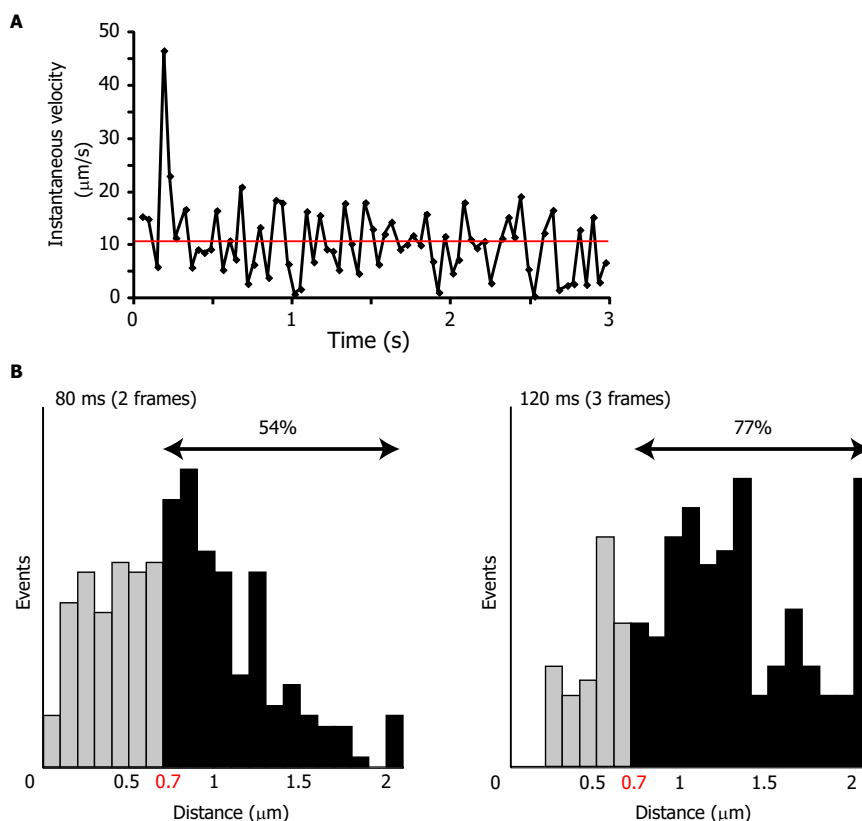 A
Instantaneous velocity
(μm/s)
50
40
30
20
10
0
1
2
3
Time (s)
B
80 ms (2 frames)
54%
Events
0
0.5
0.7
1
1.5
2
Distance (μm)
120 ms (3 frames)
77%
Events
0
0.5
0.7
1
1.5
2
Distance (μm)